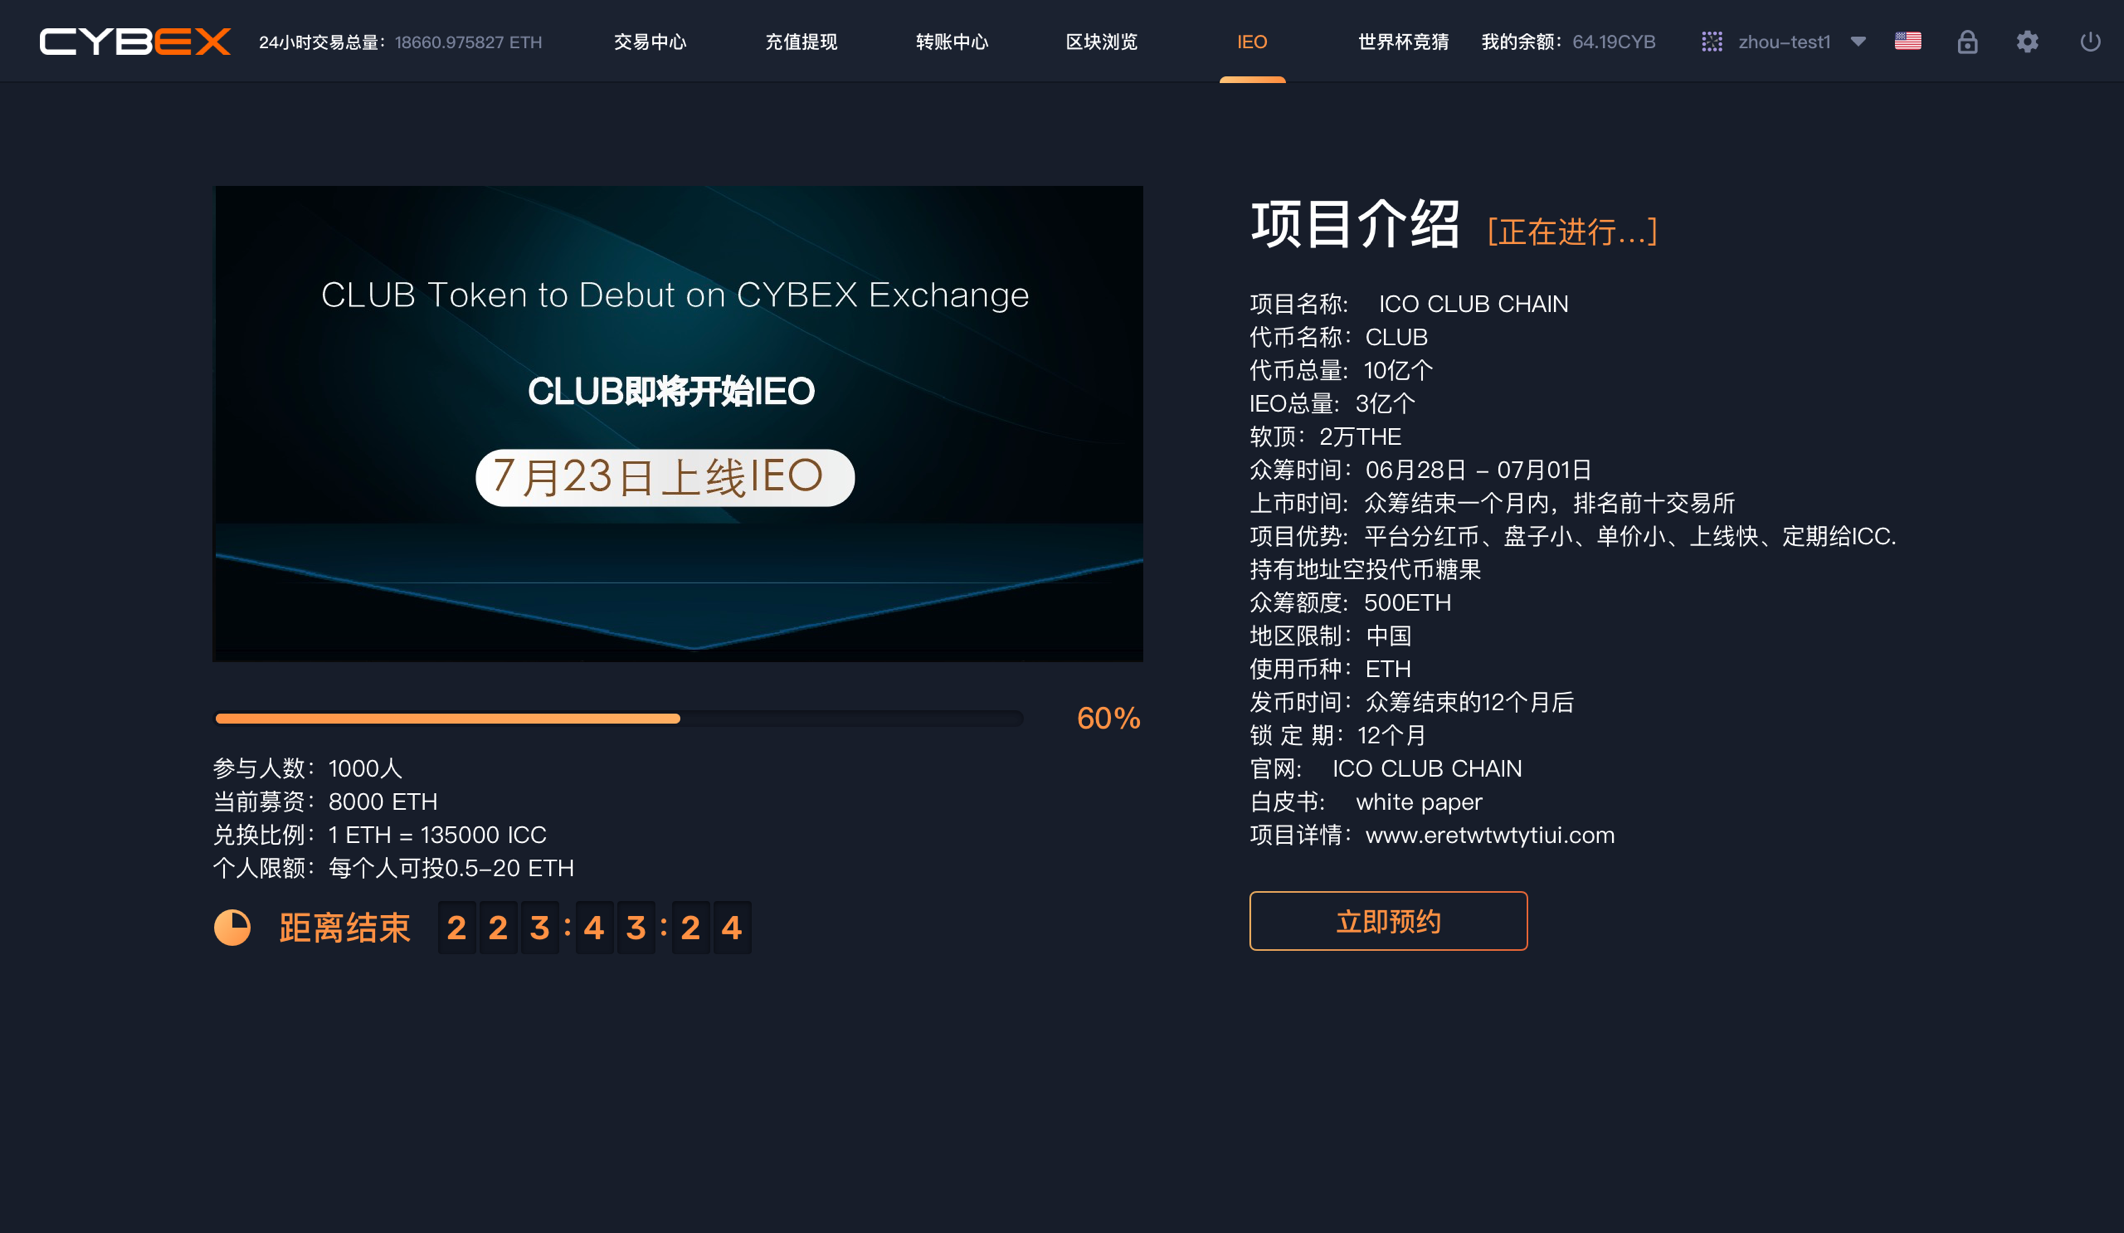 CYBEX
24小时交易总量：18660.975827 ETH
交易中心
充值提现
转账中心
区块浏览
IEO
世界杯竞猜
我的余额：64.19CYB
zhou-test1
CLUB Token to Debut on CYBEX Exchange
CLUB即将开始IEO
7月23日上线IEO
60%
参与人数：1000人
当前募资：8000 ETH
兑换比例：1 ETH = 135000 ICC
个人限额：每个人可投0.5-20 ETH
距离结束 223:43:24
项目介绍 [正在进行...]
项目名称: ICO CLUB CHAIN
代币名称：CLUB
代币总量: 10亿个
IEO总量: 3亿个
软顶：2万THE
众筹时间：06月28日 - 07月01日
上市时间: 众筹结束一个月内，排名前十交易所
项目优势: 平台分红币、盘子小、单价小、上线快、定期给ICC.
持有地址空投代币糖果
众筹额度: 500ETH
地区限制：中国
使用币种：ETH
发币时间：众筹结束的12个月后
锁 定 期：12个月
官网: ICO CLUB CHAIN
白皮书: white paper
项目详情：www.eretwtwtytiui.com
立即预约